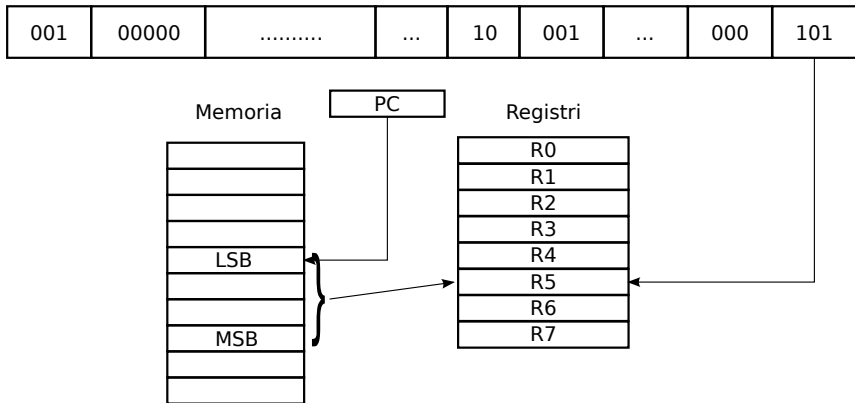 001 00000 .......... ... 10 001 ... 000 101
Memoria
PC
Registri
LSB
MSB
R0
R1
R2
R3
R4
R5
R6
R7